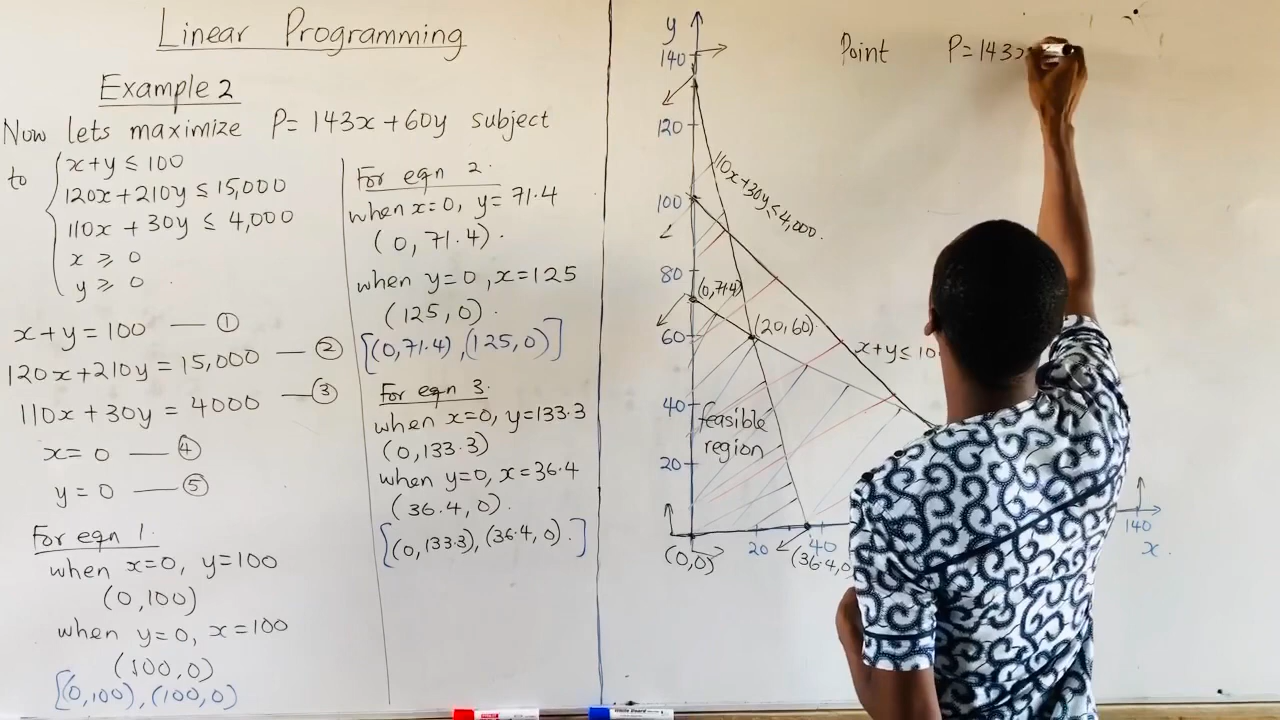 Linear Programming
Example 2
Now lets maximize P= 143x+60y subject
to
x+y ≤ 100
120x+210y ≤ 15,000
110x + 30y ≤ 4,000
x ⩾ 0
y ⩾ 0
x+y = 100 — ①
120x+210y = 15,000 — ②
110x + 30y = 4000 — ③
x= 0 — ④
y = 0 — ⑤
For eqn 1.
when x=0, y=100
(0,100)
when y=0, x=100
(100,0)
[(0,100), (100,0)
For eqn 2.
when x=0, y= 71.4
(0, 71.4).
when y=0, x=125
(125,0).
[(0,71.4), (125,0)]
For eqn 3.
when x=0, y=133.3
(0,133.3)
when y=0, x=36.4
(36.4,0).
[(0,133.3), (36.4,0).]
y
140
120
100
80
60
40
20
110x+30y≤4,000.
(0,71.4)
(20,60).
x+y≤ 10
feasible
region
(0,0)
20
40
(36.4,0
140
x.
Point P=143x